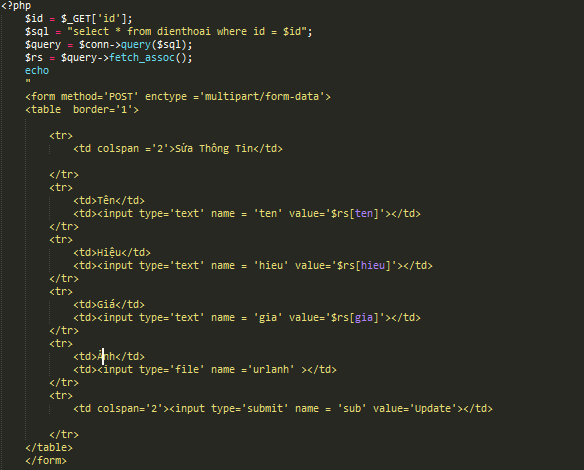 <?php
$id = $_GET['id'];
$sql = "select * from dienthoai where id = $id";
$query = $conn->query($sql);
$rs = $query->fetch_assoc();
echo
"
<form method='POST' enctype ='multipart/form-data'>
<table  border='1'>
<tr>
<td colspan ='2'>Sửa Thông Tin</td>
</tr>
<tr>
<td>Tên</td>
<td><input type='text' name = 'ten' value='$rs[ten]'></td>
</tr>
<tr>
<td>Hiệu</td>
<td><input type='text' name = 'hieu' value='$rs[hieu]'></td>
</tr>
<tr>
<td>Giá</td>
<td><input type='text' name = 'gia' value='$rs[gia]'></td>
</tr>
<tr>
<td>Ảnh</td>
<td><input type='file' name ='urlanh' ></td>
</tr>
<tr>
<td colspan='2'><input type='submit' name = 'sub' value='Update'></td>
</tr>
</table>
</form>